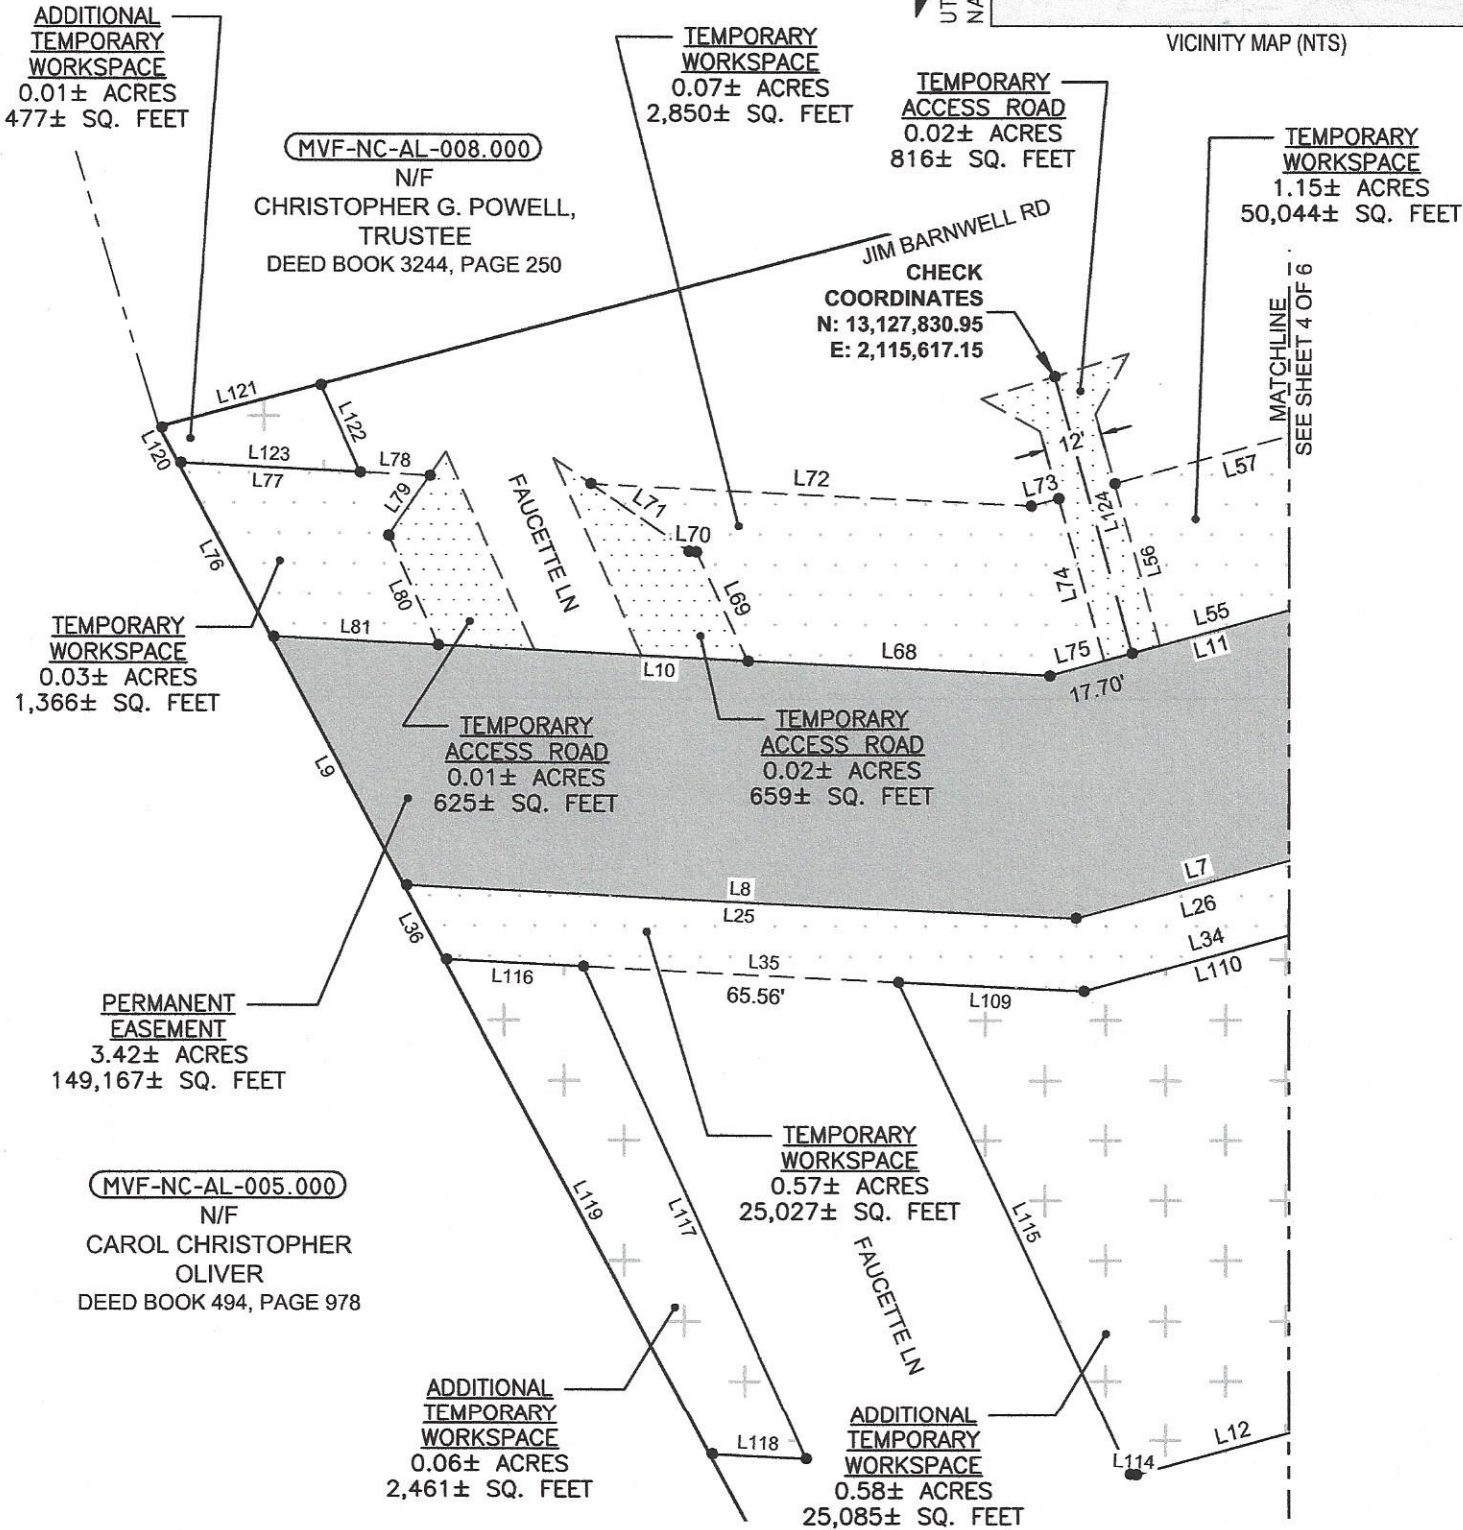 UT
NA
VICINITY MAP (NTS)
ADDITIONAL
TEMPORARY
WORKSPACE
0.01± ACRES
477± SQ. FEET
TEMPORARY
WORKSPACE
0.07± ACRES
2,850± SQ. FEET
TEMPORARY
ACCESS ROAD
0.02± ACRES
816± SQ. FEET
TEMPORARY
WORKSPACE
1.15± ACRES
50,044± SQ. FEET
MVF-NC-AL-008.000
N/F
CHRISTOPHER G. POWELL,
TRUSTEE
DEED BOOK 3244, PAGE 250
JIM BARNWELL RD
CHECK
COORDINATES
N: 13,127,830.95
E: 2,115,617.15
MATCHLINE
SEE SHEET 4 OF 6
L121
L122
L120
L123
L77
L78
L79
L76
L80
L81
FAUCETTE LN
L71
L70
L69
L72
L73
12'
L124
L57
L74
L56
L75
L55
L11
17.70'
L10
L68
TEMPORARY
WORKSPACE
0.03± ACRES
1,366± SQ. FEET
TEMPORARY
ACCESS ROAD
0.01± ACRES
625± SQ. FEET
TEMPORARY
ACCESS ROAD
0.02± ACRES
659± SQ. FEET
L9
L8
L25
L7
L26
L36
L116
L35
65.56'
L109
L34
L110
PERMANENT
EASEMENT
3.42± ACRES
149,167± SQ. FEET
TEMPORARY
WORKSPACE
0.57± ACRES
25,027± SQ. FEET
MVF-NC-AL-005.000
N/F
CAROL CHRISTOPHER
OLIVER
DEED BOOK 494, PAGE 978
L119
L117
L115
FAUCETTE LN
ADDITIONAL
TEMPORARY
WORKSPACE
0.06± ACRES
2,461± SQ. FEET
L118
ADDITIONAL
TEMPORARY
WORKSPACE
0.58± ACRES
25,085± SQ. FEET
L114
L12